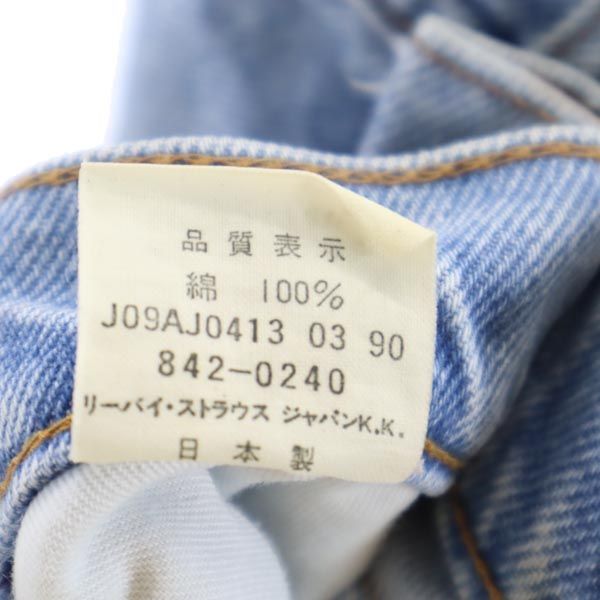 品質表示
綿 100%
J09AJ0413 03 90
842-0240
リーバイ・ストラウス ジャパンK.K.
日本製